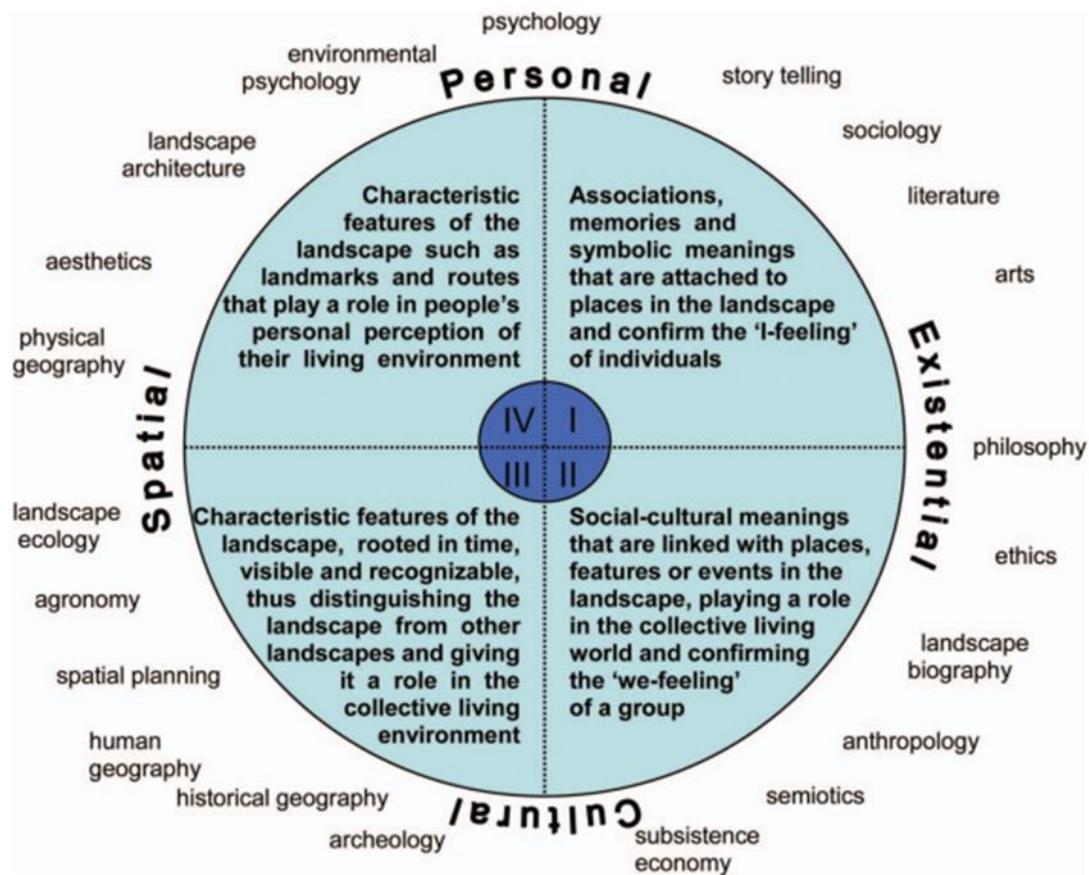 psychology
environmental
psychology
Personal
story telling
landscape
architecture
sociology
literature
aesthetics
arts
physical
geography
Spatial
Existential
Characteristic
features of the
landscape such as
landmarks and routes
that play a role in people's
personal perception of
their living environment
Associations,
memories and
symbolic meanings
that are attached to
places in the landscape
and confirm the 'I-feeling'
of individuals
IV I
III II
philosophy
landscape
ecology
Characteristic features of the
landscape, rooted in time,
visible and recognizable,
thus distinguishing the
landscape from other
landscapes and giving
it a role in the
collective living
environment
Social-cultural meanings
that are linked with places,
features or events in the
landscape, playing a role
in the collective living
world and confirming
the 'we-feeling'
of a group
ethics
agronomy
landscape
biography
spatial planning
human
geography
anthropology
historical geography
semiotics
archeology
Cultural
subsistence
economy